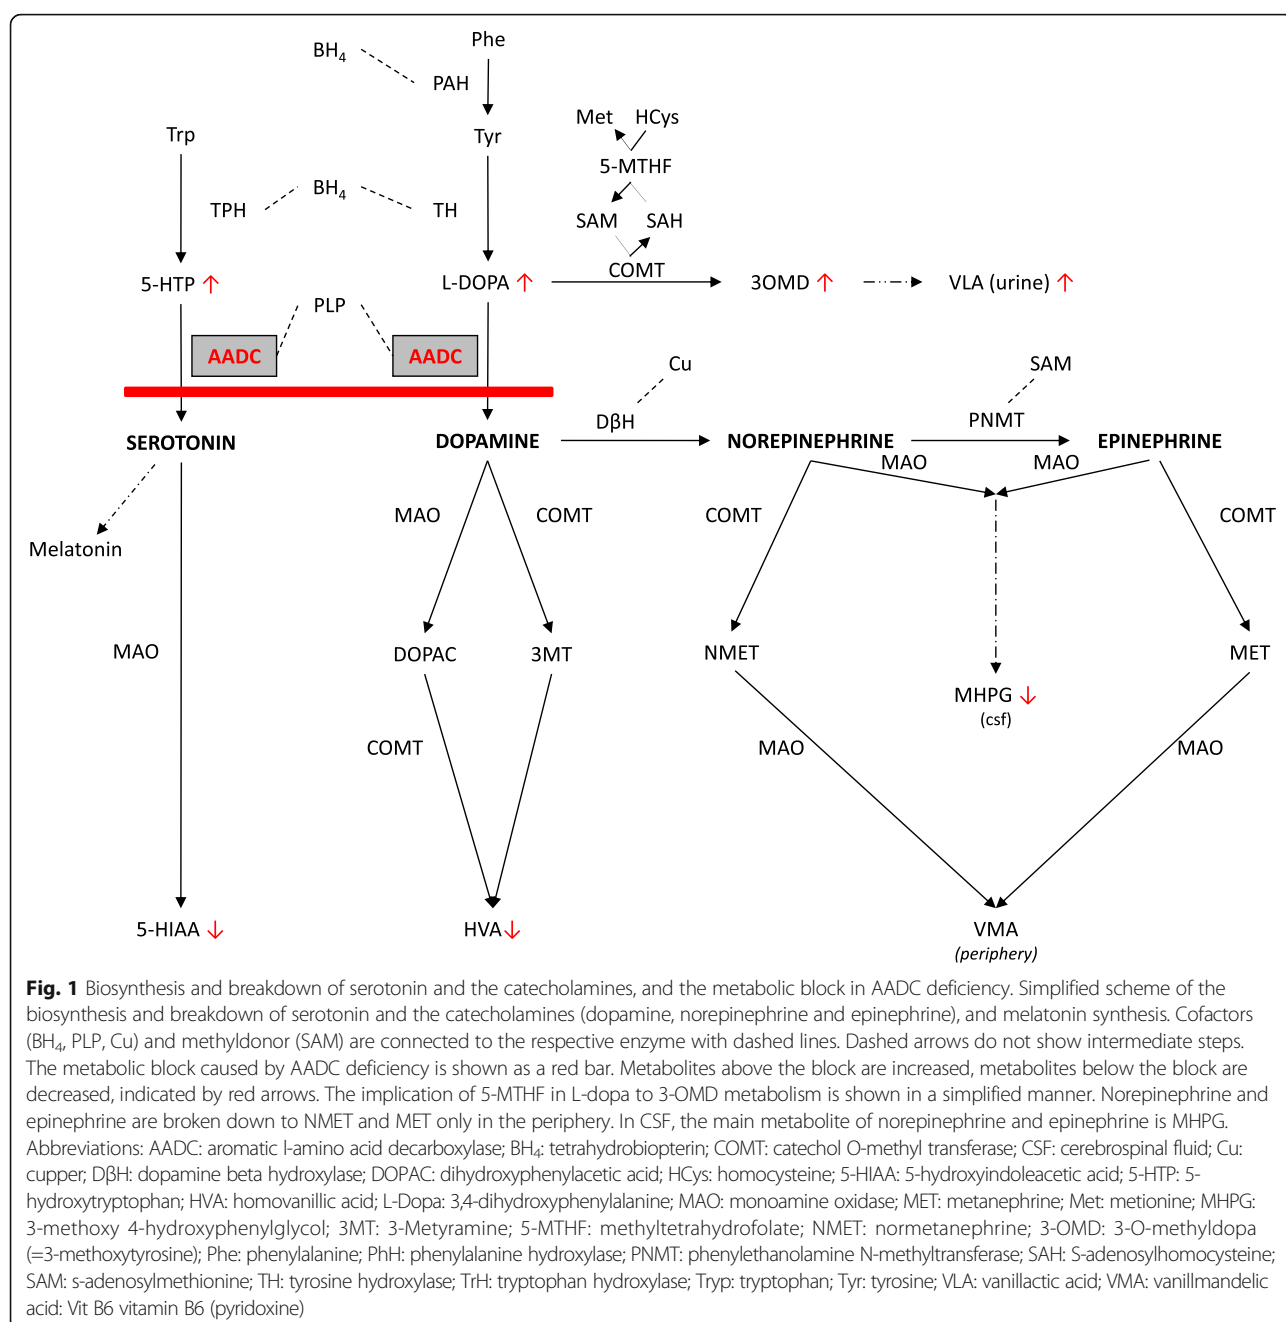 Phe
BH4
PAH
Met HCys
Trp
Tyr
5-MTHF
BH4
TPH
TH
SAM SAH
COMT
5-HTP ↑
L-DOPA ↑
3OMD ↑
VLA (urine) ↑
PLP
AADC
AADC
Cu
SAM
DβH
PNMT
SEROTONIN
DOPAMINE
NOREPINEPHRINE
EPINEPHRINE
MAO
MAO
MAO
COMT
COMT
COMT
Melatonin
MAO
DOPAC
3MT
NMET
MET
MHPG ↓
(csf)
COMT
MAO
MAO
5-HIAA ↓
HVA↓
VMA
(periphery)
Fig. 1 Biosynthesis and breakdown of serotonin and the catecholamines, and the metabolic block in AADC deficiency. Simplified scheme of the
biosynthesis and breakdown of serotonin and the catecholamines (dopamine, norepinephrine and epinephrine), and melatonin synthesis. Cofactors
(BH4, PLP, Cu) and methyldonor (SAM) are connected to the respective enzyme with dashed lines. Dashed arrows do not show intermediate steps.
The metabolic block caused by AADC deficiency is shown as a red bar. Metabolites above the block are increased, metabolites below the block are
decreased, indicated by red arrows. The implication of 5-MTHF in L-dopa to 3-OMD metabolism is shown in a simplified manner. Norepinephrine and
epinephrine are broken down to NMET and MET only in the periphery. In CSF, the main metabolite of norepinephrine and epinephrine is MHPG.
Abbreviations: AADC: aromatic l-amino acid decarboxylase; BH4: tetrahydrobiopterin; COMT: catechol O-methyl transferase; CSF: cerebrospinal fluid; Cu:
cupper; DβH: dopamine beta hydroxylase; DOPAC: dihydroxyphenylacetic acid; HCys: homocysteine; 5-HIAA: 5-hydroxyindoleacetic acid; 5-HTP: 5-
hydroxytryptophan; HVA: homovanillic acid; L-Dopa: 3,4-dihydroxyphenylalanine; MAO: monoamine oxidase; MET: metanephrine; Met: metionine; MHPG:
3-methoxy 4-hydroxyphenylglycol; 3MT: 3-Metyramine; 5-MTHF: methyltetrahydrofolate; NMET: normetanephrine; 3-OMD: 3-O-methyldopa
(=3-methoxytyrosine); Phe: phenylalanine; PhH: phenylalanine hydroxylase; PNMT: phenylethanolamine N-methyltransferase; SAH: S-adenosylhomocysteine;
SAM: s-adenosylmethionine; TH: tyrosine hydroxylase; TrH: tryptophan hydroxylase; Tryp: tryptophan; Tyr: tyrosine; VLA: vanillactic acid; VMA: vanillmandelic
acid: Vit B6 vitamin B6 (pyridoxine)